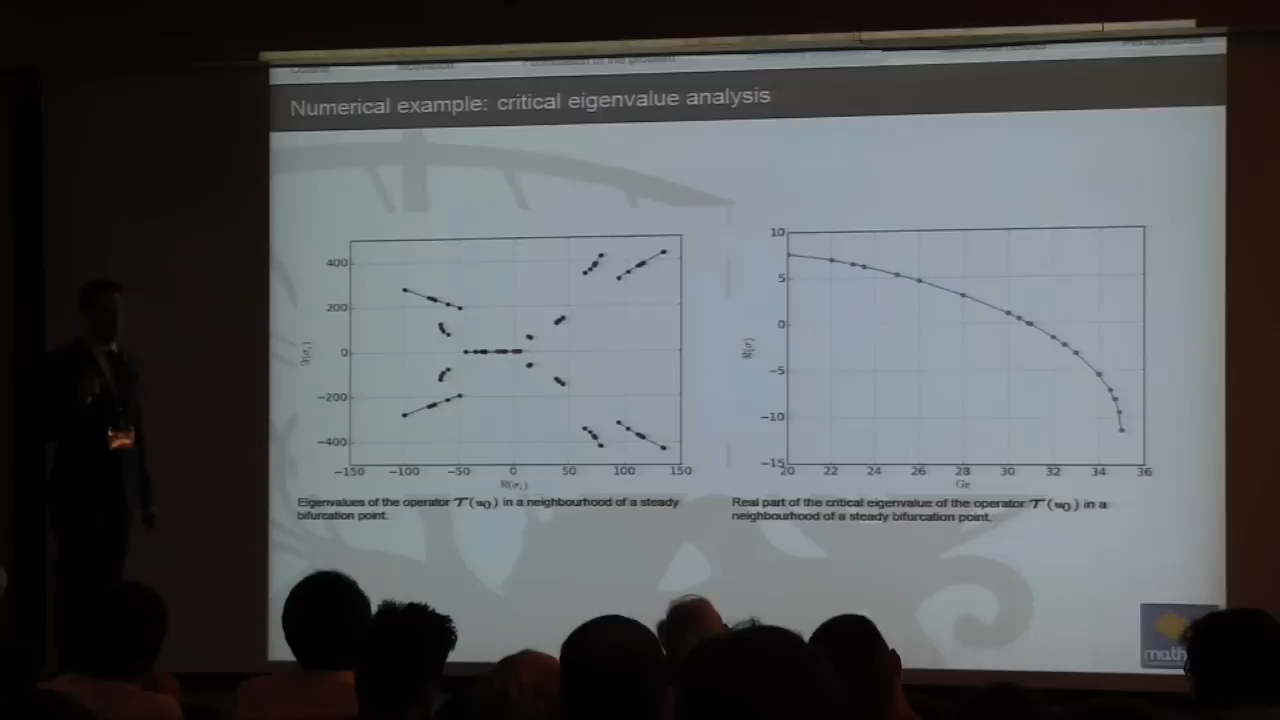 Numerical example: critical eigenvalue analysis
400
200
0
−200
−400
−150 −100 −50 0 50 100 150
ℜ(σᵢ)
Eigenvalues of the operator 𝒯(u₀) in a neighbourhood of a steady
bifurcation point.
10
5
0
−5
−10
−15
20 22 24 26 28 30 32 34 36
ℜ(σ)
Ge
Real part of the critical eigenvalue of the operator 𝒯(u₀) in a
neighbourhood of a steady bifurcation point.
math